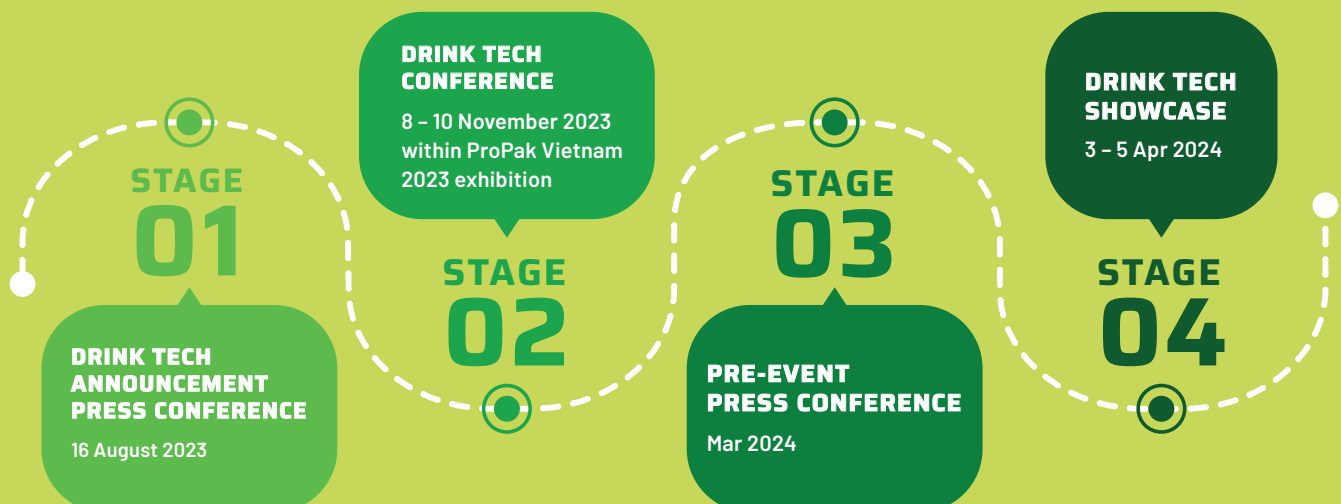 STAGE
01
DRINK TECH
ANNOUNCEMENT
PRESS CONFERENCE
16 August 2023
DRINK TECH
CONFERENCE
8 – 10 November 2023
within ProPak Vietnam
2023 exhibition
STAGE
02
STAGE
03
PRE-EVENT
PRESS CONFERENCE
Mar 2024
DRINK TECH
SHOWCASE
3 – 5 Apr 2024
STAGE
04